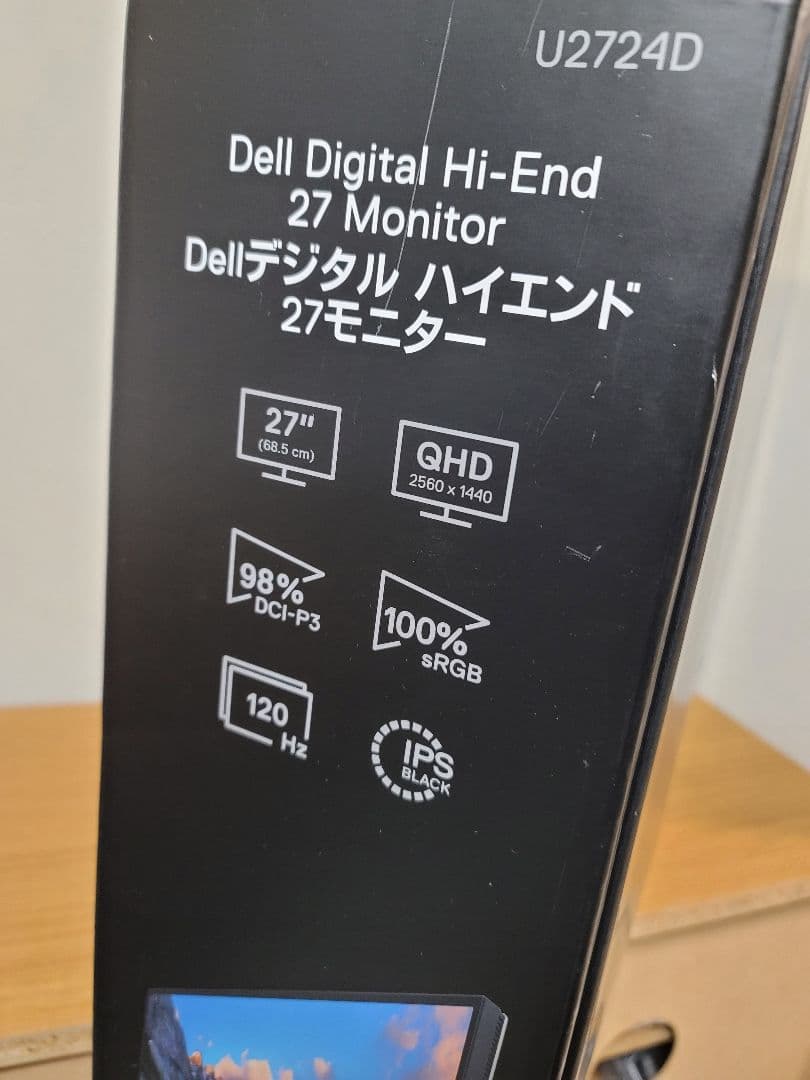 U2724D
Dell Digital Hi-End
27 Monitor
Dellデジタル ハイエンド
27モニター
27"
(68.5 cm)
QHD
2560 x 1440
98%
DCI-P3
100%
sRGB
120
Hz
IPS
BLACK